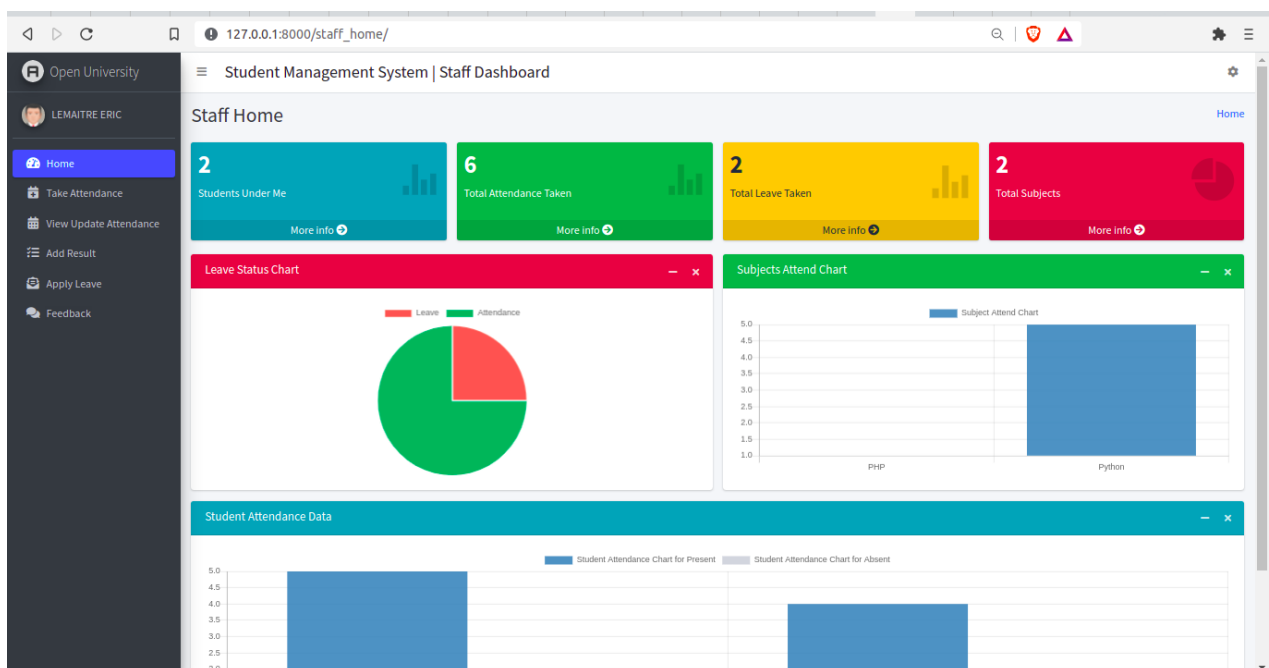 127.0.0.1:8000/staff_home/
Open University
Student Management System | Staff Dashboard
LEMAITRE ERIC
Staff Home
Home
Home
Take Attendance
View Update Attendance
Add Result
Apply Leave
Feedback
2
Students Under Me
More info
6
Total Attendance Taken
More info
2
Total Leave Taken
More info
2
Total Subjects
More info
Leave Status Chart
Leave
Attendance
Subjects Attend Chart
Subject Attend Chart
5.0
4.5
4.0
3.5
3.0
2.5
2.0
1.5
1.0
PHP
Python
Student Attendance Data
Student Attendance Chart for Present
Student Attendance Chart for Absent
5.0
4.5
4.0
3.5
3.0
2.5